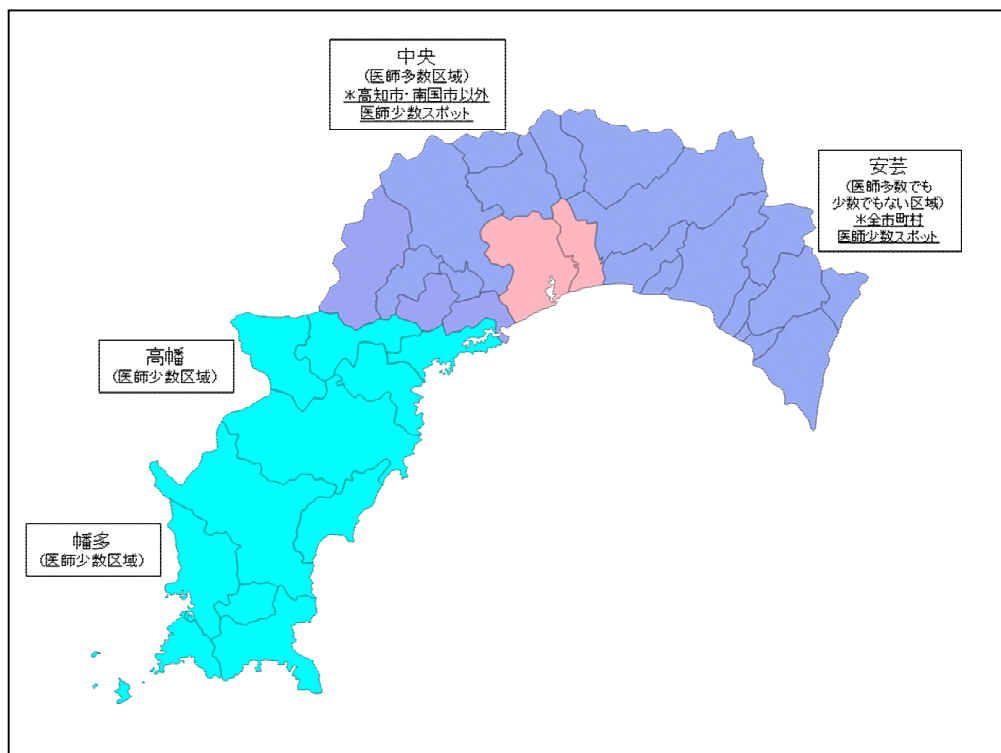 中央
(医師多数区域)
＊高知市・南国市以外
医師少数スポット
安芸
(医師多数でも
少数でもない区域)
＊全市町村
医師少数スポット
高幡
(医師少数区域)
幡多
(医師少数区域)